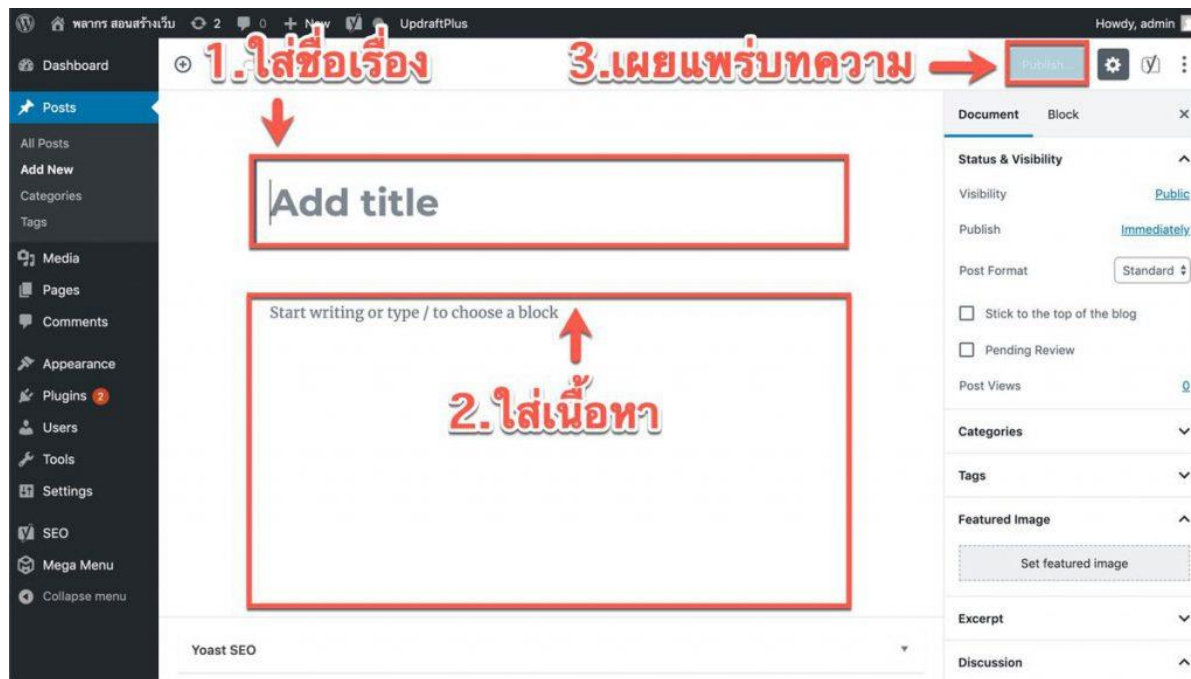 พลากร สอนสร้างเว็บ 2 0 + New UpdraftPlus Howdy, admin
Dashboard
1.ใส่ชื่อเรื่อง
3.เผยแพร่บทความ
Publish...
Posts
All Posts
Add New
Categories
Tags
Media
Pages
Comments
Appearance
Plugins 2
Users
Tools
Settings
SEO
Mega Menu
Collapse menu
Add title
Start writing or type / to choose a block
2.ใส่เนื้อหา
Yoast SEO
Document Block
Status & Visibility
Visibility Public
Publish Immediately
Post Format Standard
Stick to the top of the blog
Pending Review
Post Views 0
Categories
Tags
Featured Image
Set featured image
Excerpt
Discussion